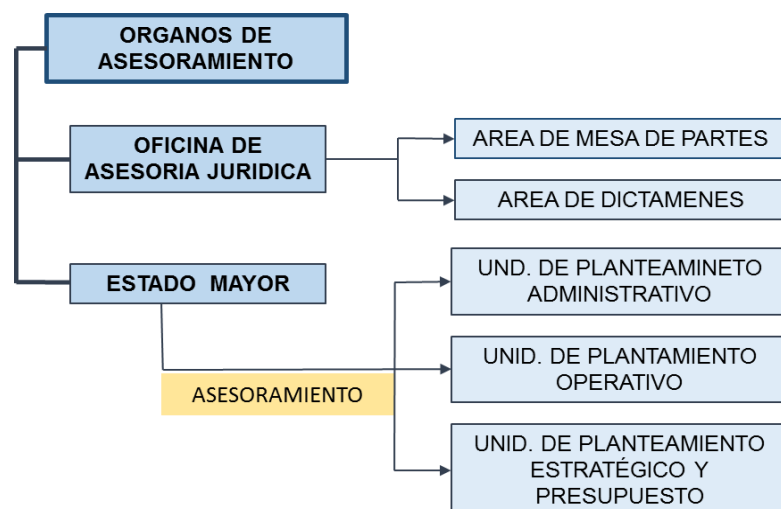 ORGANOS DE
ASESORAMIENTO
OFICINA DE
ASESORIA JURIDICA
AREA DE MESA DE PARTES
AREA DE DICTAMENES
ESTADO MAYOR
UND. DE PLANTEAMINETO
ADMINISTRATIVO
UNID. DE PLANTAMIENTO
OPERATIVO
ASESORAMIENTO
UNID. DE PLANTEAMIENTO
ESTRATÉGICO Y
PRESUPUESTO